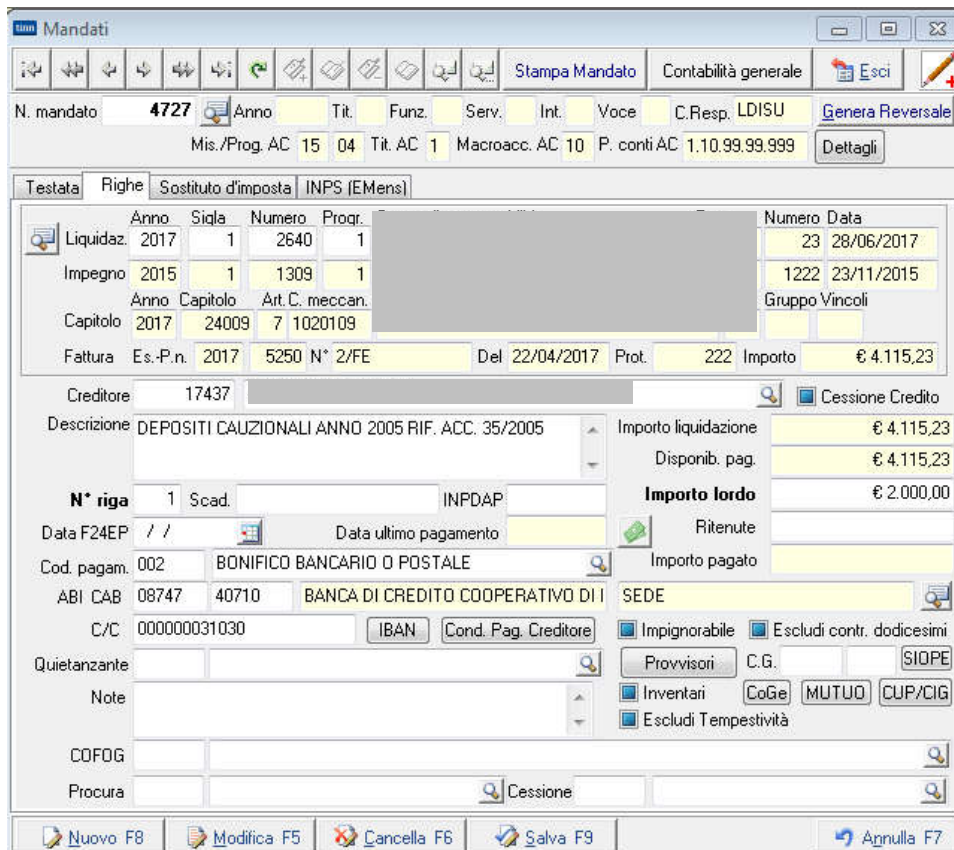 tinn Mandati
Stampa Mandato Contabilità generale Esci
N. mandato 4727 Anno Tit. Funz. Serv. Int. Voce C.Resp. LDISU Genera Reversale
Mis./Prog. AC 15 04 Tit. AC 1 Macroacc. AC 10 P. conti AC 1.10.99.99.999 Dettagli
Testata Righe Sostituto d'imposta INPS (EMens)
Anno Sigla Numero Progr. Numero Data
Liquidaz. 2017 1 2640 1 23 28/06/2017
Impegno 2015 1 1309 1 1222 23/11/2015
Anno Capitolo Art. C. meccan. Gruppo Vincoli
Capitolo 2017 24009 7 1020109
Fattura Es.-P.n. 2017 5250 N° 2/FE Del 22/04/2017 Prot. 222 Importo € 4.115,23
Creditore 17437 Cessione Credito
Descrizione DEPOSITI CAUZIONALI ANNO 2005 RIF. ACC. 35/2005 Importo liquidazione € 4.115,23
Disponib. pag. € 4.115,23
N° riga 1 Scad. INPDAP Importo lordo € 2.000,00
Data F24EP / / Data ultimo pagamento Ritenute
Cod. pagam. 002 BONIFICO BANCARIO O POSTALE Importo pagato
ABI CAB 08747 40710 BANCA DI CREDITO COOPERATIVO DI SEDE
C/C 000000031030 IBAN Cond. Pag. Creditore Impignorabile Escludi contr. dodicesimi
Quietanzante Provvisori C.G. SIOPE
Note Inventari CoGe MUTUO CUP/CIG
Escludi Tempestività
COFOG
Procura Cessione
Nuovo F8 Modifica F5 Cancella F6 Salva F9 Annulla F7